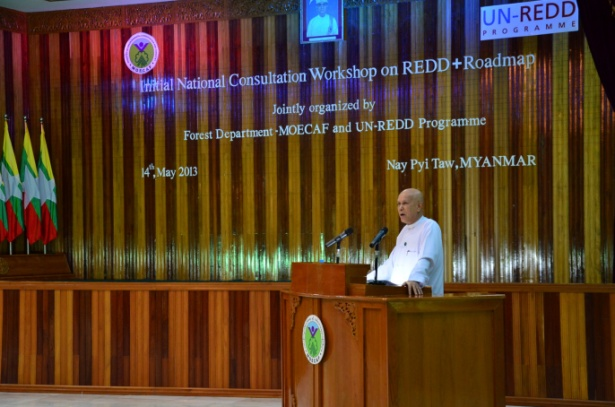 UN-REDD
PROGRAMME
MOECAF
Initial National Consultation Workshop on REDD+Roadmap
Jointly organized by
Forest Department-MOECAF and UN-REDD Programme
14th, May 2013
Nay Pyi Taw, MYANMAR